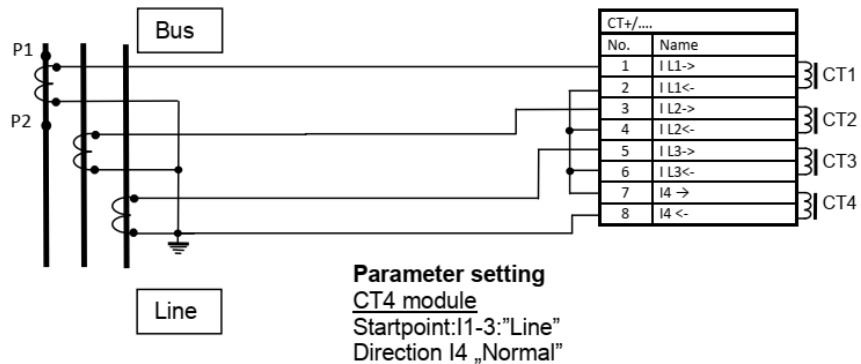 Bus
P1
P2
CT+/....
No. Name
1 I L1->
2 I L1<-
3 I L2->
4 I L2<-
5 I L3->
6 I L3<-
7 I4 →
8 I4 <-
CT1
CT2
CT3
CT4
Line
Parameter setting
CT4 module
Startpoint:I1-3:”Line”
Direction I4 „Normal”